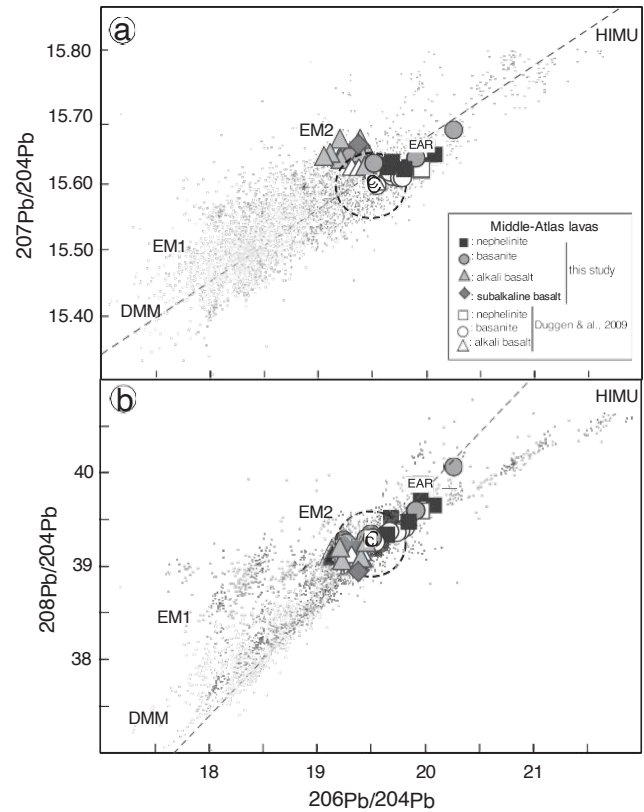 a
HIMU
15.80
15.70
15.60
15.50
15.40
207Pb/204Pb
EM2
EAR
EM1
DMM
C
Middle-Atlas lavas
: nephelinite
: basanite
: alkali basalt
: subalkaline basalt
this study
: nephelinite
: basanite
: alkali basalt
Duggen & al., 2009
b
HIMU
40
39
38
208Pb/204Pb
EAR
EM2
C
EM1
DMM
18 19 20 21
206Pb/204Pb